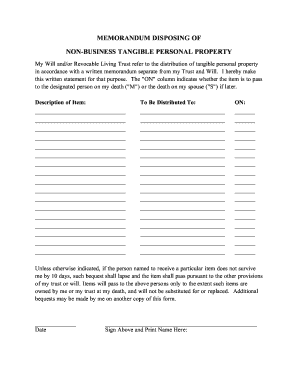 MEMORANDUM DISPOSING OF
NON-BUSINESS TANGIBLE PERSONAL PROPERTY
My Will and/or Revocable Living Trust refer to the distribution of tangible personal property
in accordance with a written memorandum separate from my Trust and Will. I hereby make
this written statement for that purpose. The "ON" column indicates whether the item is to pass
to the designated person on my death ("M") or the death on my spouse ("S") if later.
Description of Item: To Be Distributed To: ON:
Unless otherwise indicated, if the person named to receive a particular item does not survive
me by 10 days, such bequest shall lapse and the item shall pass pursuant to the other provisions
of my trust or will. Items will pass to the above persons only to the extent such items are
owned by me or my trust at my death, and will not be substituted for or replaced. Additional
bequests may be made by me on another copy of this form.
Date Sign Above and Print Name Here: